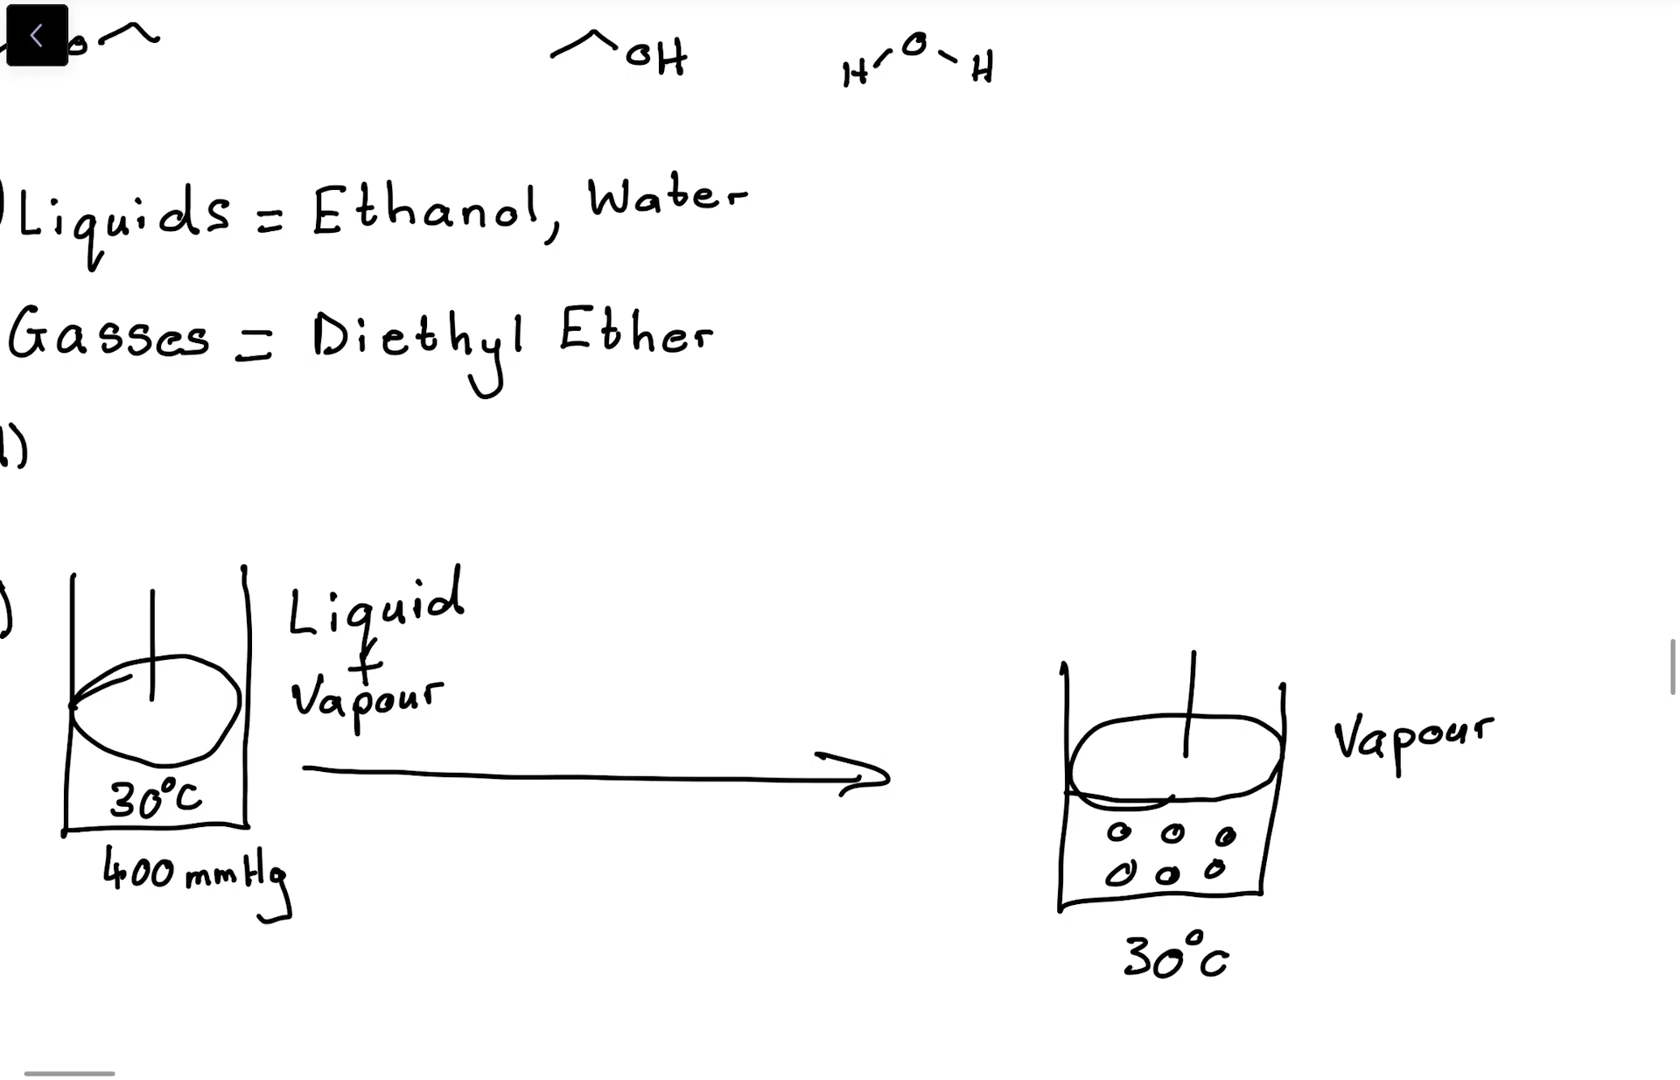 o OH H O H
Liquids = Ethanol, Water
Gasses = Diethyl Ether
)
)
Liquid
+
Vapour
Vapour
30°C
400 mmHg
30°C